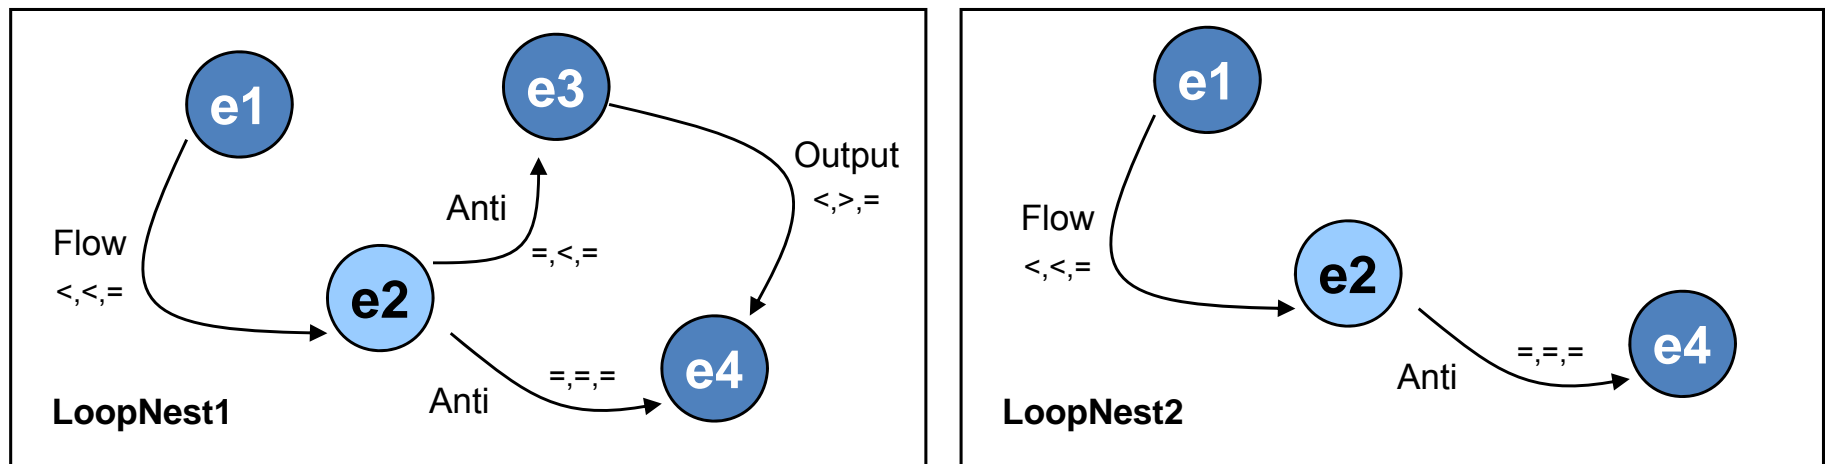 e1
e3
Output
<,>,=
Anti
=,<,=
Flow
<,<,=
e2
=,=,=
e4
Anti
LoopNest1
e1
Flow
<,<,=
e2
=,=,=
e4
Anti
LoopNest2